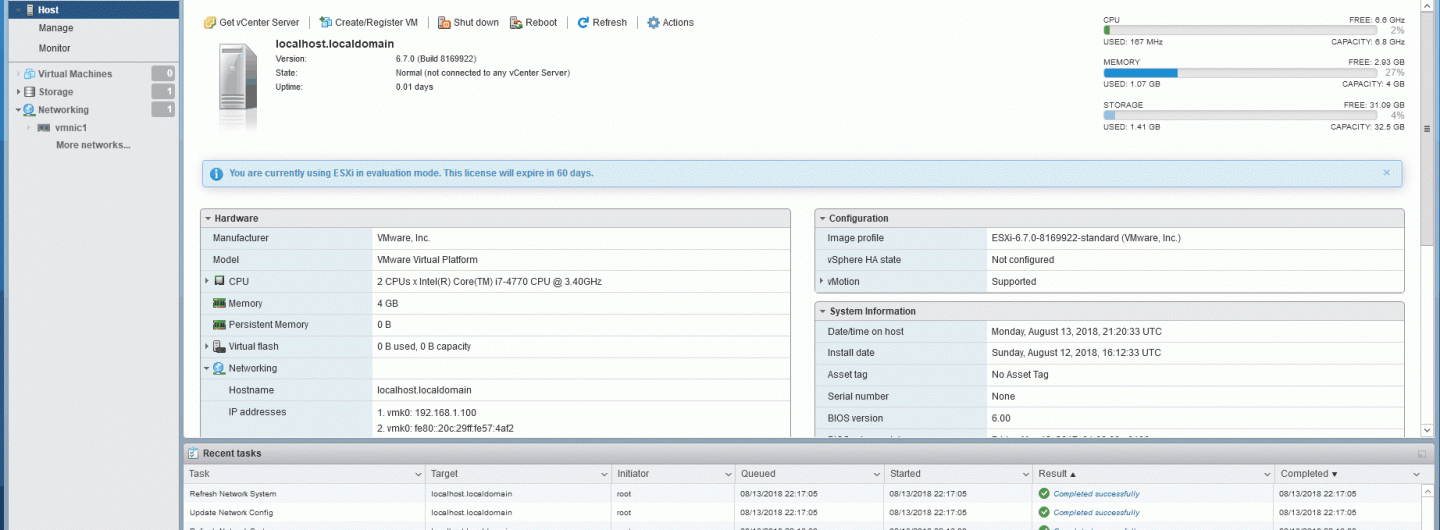 Host
Manage
Monitor
Virtual Machines 0
Storage 1
Networking 1
vmnic1
More networks...
Get vCenter Server Create/Register VM Shut down Reboot Refresh Actions
localhost.localdomain
Version: 6.7.0 (Build 8169922)
State: Normal (not connected to any vCenter Server)
Uptime: 0.01 days
CPU FREE: 6.6 GHz
2%
USED: 167 MHz CAPACITY: 6.8 GHz
MEMORY FREE: 2.93 GB
27%
USED: 1.07 GB CAPACITY: 4 GB
STORAGE FREE: 31.09 GB
4%
USED: 1.41 GB CAPACITY: 32.5 GB
You are currently using ESXi in evaluation mode. This license will expire in 60 days.
Hardware
Manufacturer VMware, Inc.
Model VMware Virtual Platform
CPU 2 CPUs x Intel(R) Core(TM) i7-4770 CPU @ 3.40GHz
Memory 4 GB
Persistent Memory 0 B
Virtual flash 0 B used, 0 B capacity
Networking
Hostname localhost.localdomain
IP addresses 1. vmk0: 192.168.1.100
2. vmk0: fe80::20c:29ff:fe57:4af2
Configuration
Image profile ESXi-6.7.0-8169922-standard (VMware, Inc.)
vSphere HA state Not configured
vMotion Supported
System Information
Date/time on host Monday, August 13, 2018, 21:20:33 UTC
Install date Sunday, August 12, 2018, 16:12:33 UTC
Asset tag No Asset Tag
Serial number None
BIOS version 6.00
Recent tasks
Task Target Initiator Queued Started Result Completed
Refresh Network System localhost.localdomain root 08/13/2018 22:17:05 08/13/2018 22:17:05 Completed successfully 08/13/2018 22:17:05
Update Network Config localhost.localdomain root 08/13/2018 22:17:05 08/13/2018 22:17:05 Completed successfully 08/13/2018 22:17:05